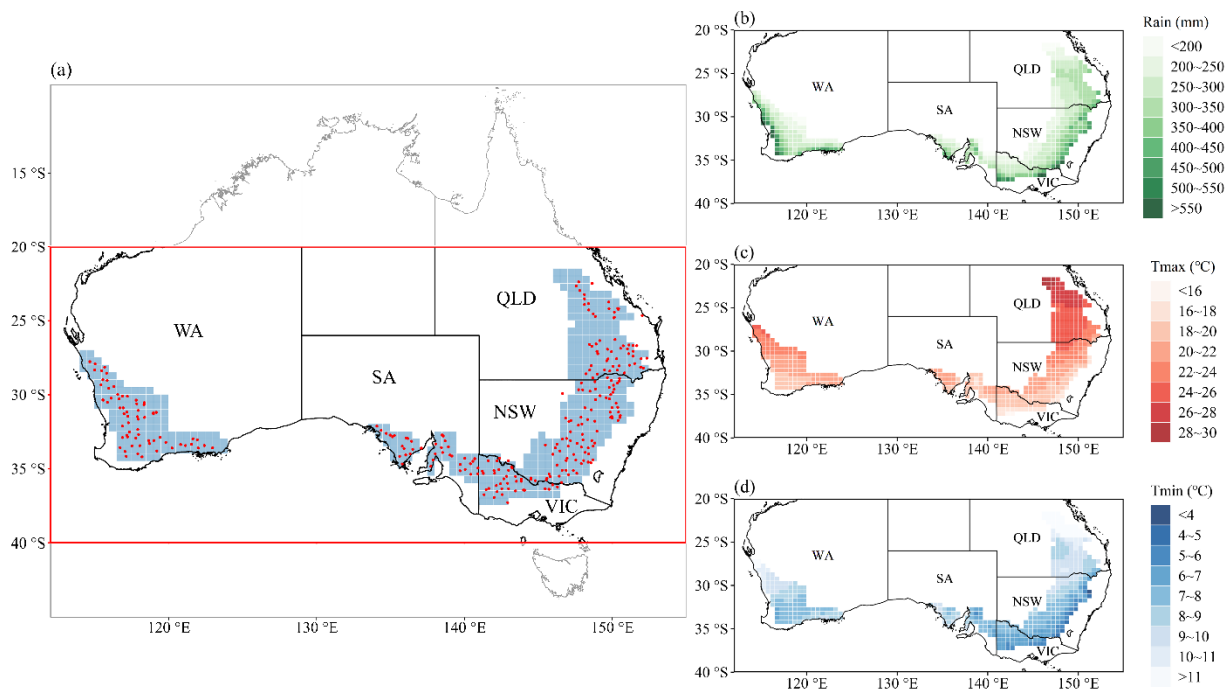 (a)
15 °S
20 °S
25 °S
30 °S
35 °S
40 °S
120 °E
130 °E
140 °E
150 °E
WA
SA
QLD
NSW
VIC
(b)
20 °S
25 °S
30 °S
35 °S
40 °S
120 °E
130 °E
140 °E
150 °E
WA
SA
QLD
NSW
VIC
Rain (mm)
<200
200~250
250~300
300~350
350~400
400~450
450~500
500~550
>550
(c)
20 °S
25 °S
30 °S
35 °S
40 °S
120 °E
130 °E
140 °E
150 °E
WA
SA
QLD
NSW
VIC
Tmax (°C)
<16
16~18
18~20
20~22
22~24
24~26
26~28
28~30
(d)
20 °S
25 °S
30 °S
35 °S
40 °S
120 °E
130 °E
140 °E
150 °E
WA
SA
QLD
NSW
VIC
Tmin (°C)
<4
4~5
5~6
6~7
7~8
8~9
9~10
10~11
>11